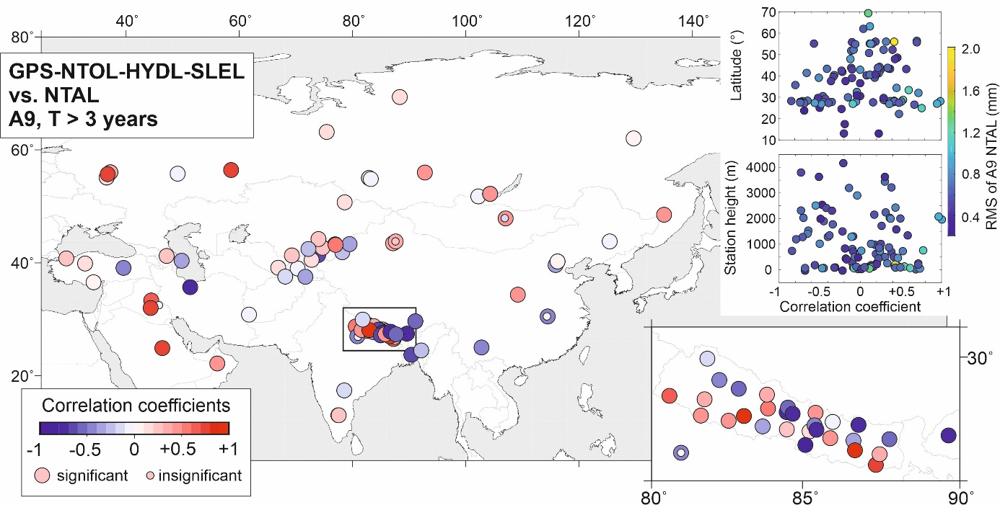 40° 60° 80° 100° 120° 140°
80°
60°
40°
20°
GPS-NTOL-HYDL-SLEL
vs. NTAL
A9, T > 3 years
Correlation coefficients
-1 -0.5 0 +0.5 +1
significant insignificant
70
60
50
40
30
20
10
Latitude (°)
4000
3000
2000
1000
0
Station height (m)
-1 -0.5 0 +0.5 +1
Correlation coefficient
2.0
1.6
1.2
0.8
0.4
RMS of A9 NTAL (mm)
30°
80° 85° 90°